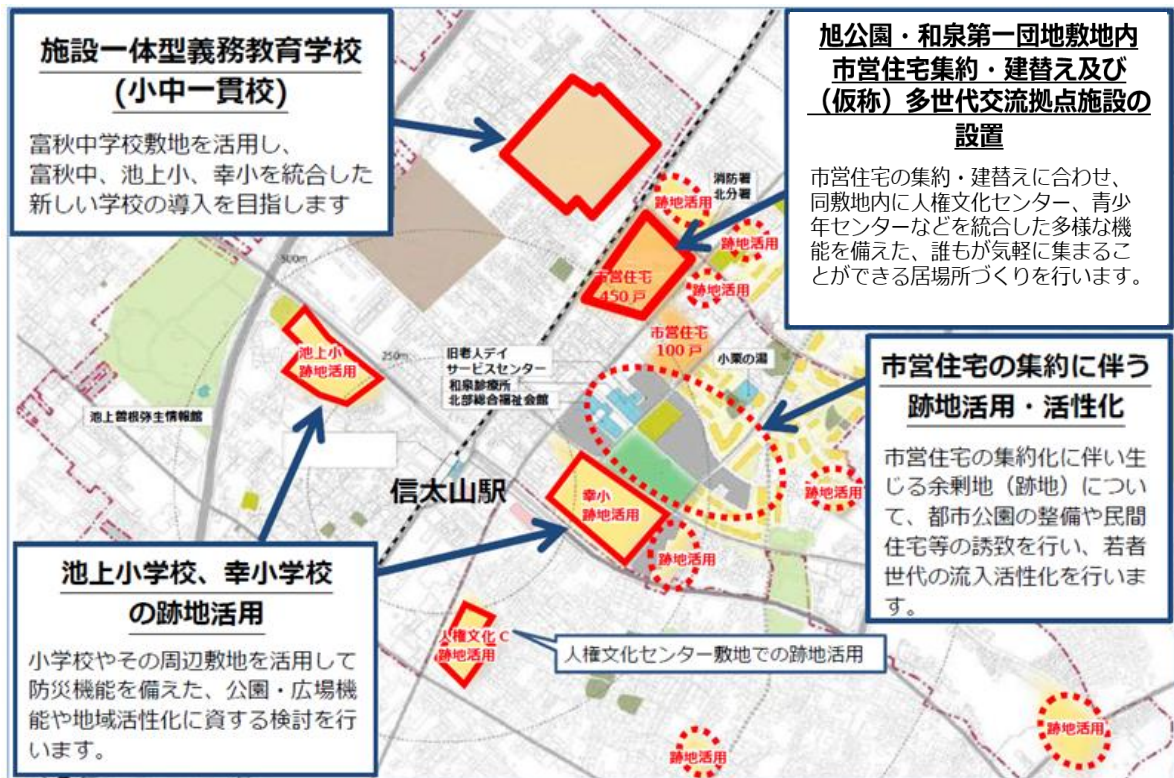 施設一体型義務教育学校
(小中一貫校)
富秋中学校敷地を活用し、
富秋中、池上小、幸小を統合した
新しい学校の導入を目指します
旭公園・和泉第一団地敷地内
市営住宅集約・建替え及び
（仮称）多世代交流拠点施設の
設置
市営住宅の集約・建替えに合わせ、
同敷地内に人権文化センター、青少
年センターなどを統合した多様な機
能を備えた、誰もが気軽に集まるこ
とができる居場所づくりを行います。
消防署
北分署
跡地活用
跡地活用
跡地活用
市営住宅
450戸
市営住宅
100戸
500m
250m
池上小
跡地活用
旧老人デイ
サービスセンター
和泉診療所
北部総合福祉会館
小栗の湯
池上曽根弥生情報館
市営住宅の集約に伴う
跡地活用・活性化
市営住宅の集約化に伴い生
じる余剰地（跡地）につい
て、都市公園の整備や民間
住宅等の誘致を行い、若者
世代の流入活性化を行いま
す。
信太山駅
幸小
跡地活用
跡地活用
跡地活用
池上小学校、幸小学校
の跡地活用
小学校やその周辺敷地を活用して
防災機能を備えた、公園・広場機
能や地域活性化に資する検討を行
います。
人権文化C
跡地活用
人権文化センター敷地での跡地活用
跡地活用
跡地活用